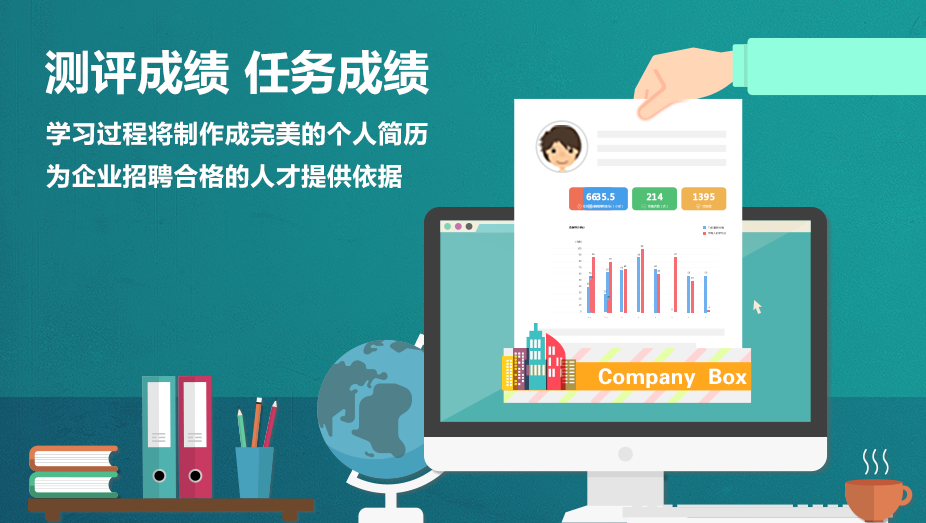 测评成绩 任务成绩
学习过程将制作成完美的个人简历
为企业招聘合格的人才提供依据
6635.5
214
1395
Company Box